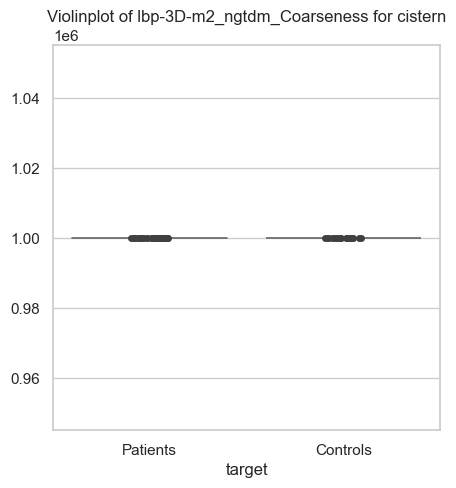 Violinplot of lbp-3D-m2_ngtdm_Coarseness for cistern
1e6
1.04
1.02
1.00
0.98
0.96
Patients Controls
target